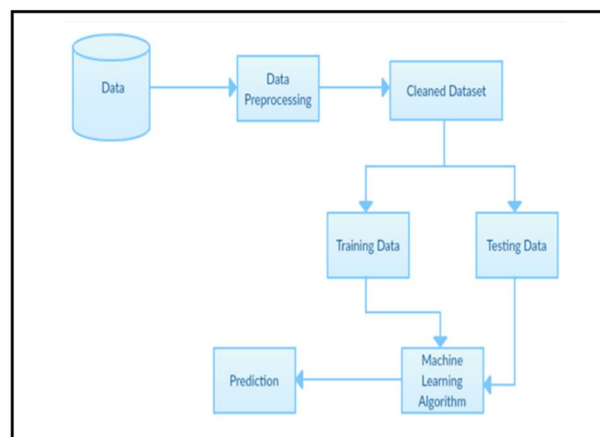 Data
Data
Preprocessing
Cleaned Dataset
Training Data
Testing Data
Prediction
Machine
Learning
Algorithm